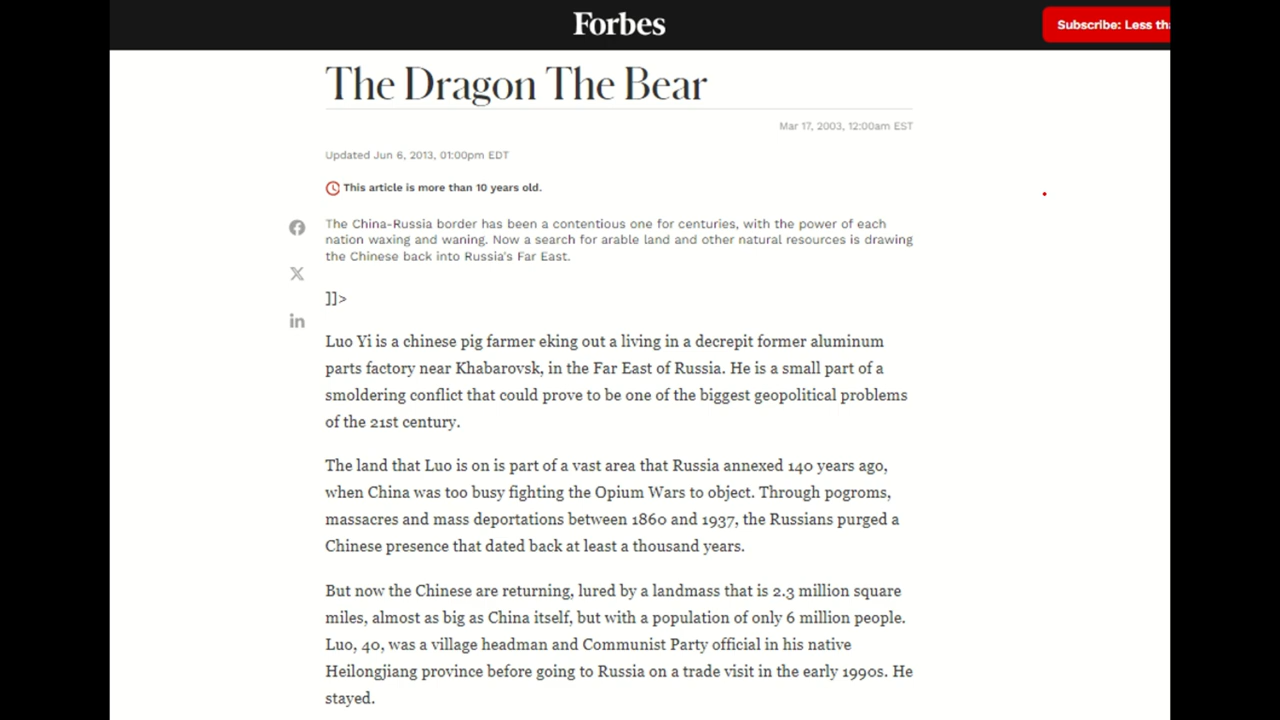 Forbes
Subscribe: Less
The Dragon The Bear
Mar 17, 2003, 12:00am EST
Updated Jun 6, 2013, 01:00pm EDT
This article is more than 10 years old.
The China-Russia border has been a contentious one for centuries, with the power of each
nation waxing and waning. Now a search for arable land and other natural resources is drawing
the Chinese back into Russia's Far East.
]]>
Luo Yi is a chinese pig farmer eking out a living in a decrepit former aluminum
parts factory near Khabarovsk, in the Far East of Russia. He is a small part of a
smoldering conflict that could prove to be one of the biggest geopolitical problems
of the 21st century.
The land that Luo is on is part of a vast area that Russia annexed 140 years ago,
when China was too busy fighting the Opium Wars to object. Through pogroms,
massacres and mass deportations between 1860 and 1937, the Russians purged a
Chinese presence that dated back at least a thousand years.
But now the Chinese are returning, lured by a landmass that is 2.3 million square
miles, almost as big as China itself, but with a population of only 6 million people.
Luo, 40, was a village headman and Communist Party official in his native
Heilongjiang province before going to Russia on a trade visit in the early 1990s. He
stayed.